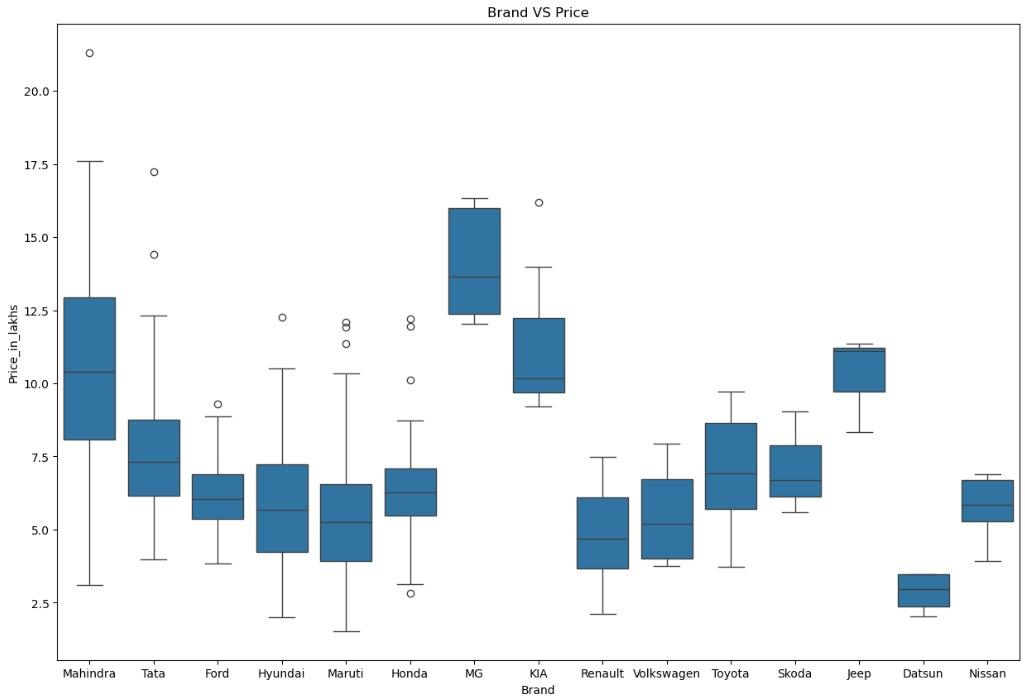 Brand VS Price
Price_in_lakhs
20.0
17.5
15.0
12.5
10.0
7.5
5.0
2.5
Mahindra Tata Ford Hyundai Maruti Honda MG KIA Renault Volkswagen Toyota Skoda Jeep Datsun Nissan
Brand